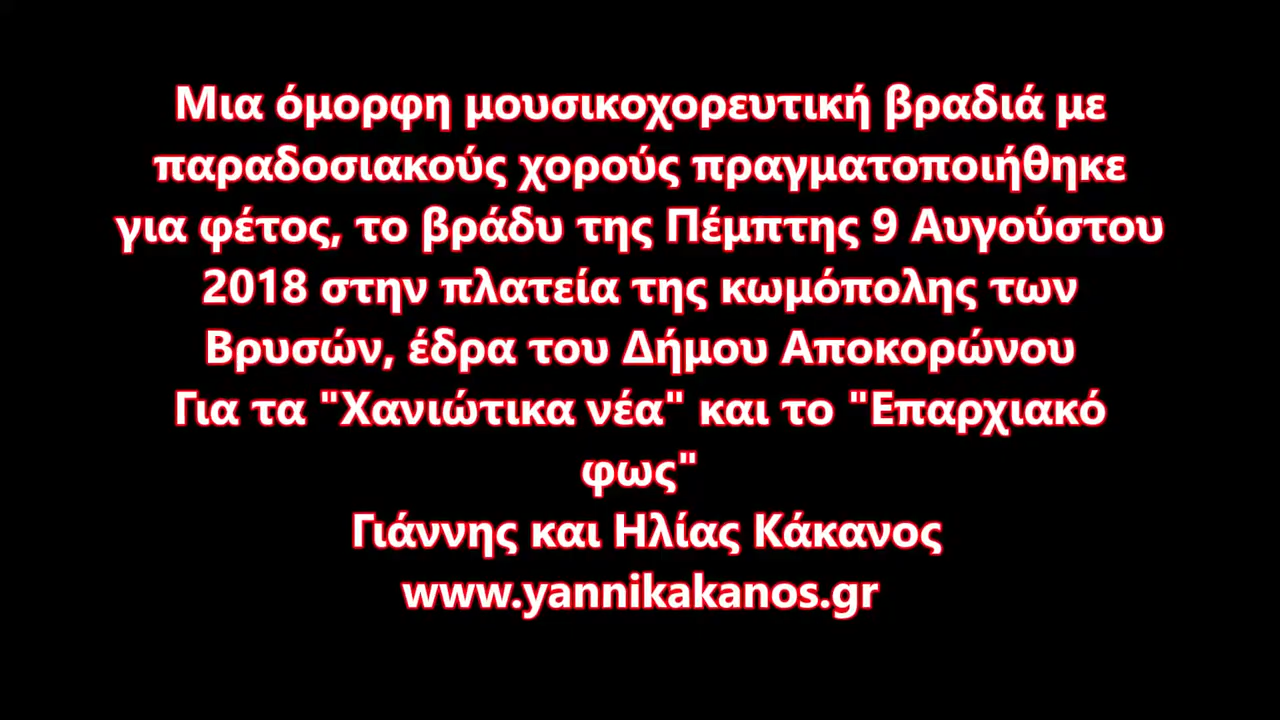 Μια όμορφη μουσικοχορευτική βραδιά με
παραδοσιακούς χορούς πραγματοποιήθηκε
για φέτος, το βράδυ της Πέμπτης 9 Αυγούστου
2018 στην πλατεία της κωμόπολης των
Βρυσών, έδρα του Δήμου Αποκορώνου
Για τα "Χανιώτικα νέα" και το "Επαρχιακό
φως"
Γιάννης και Ηλίας Κάκανος
www.yannikakanos.gr